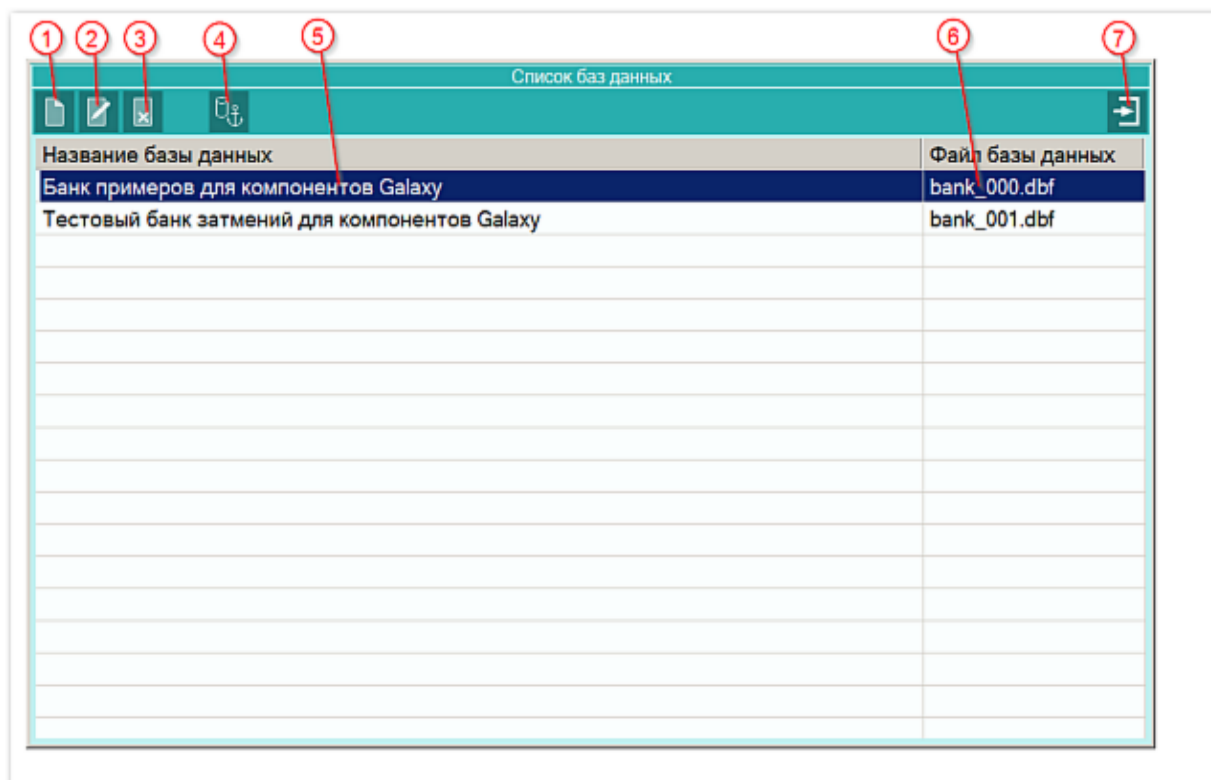 1 2 3 4 5 6 7
Список баз данных
Название базы данных Файл базы данных
Банк примеров для компонентов Galaxy bank_000.dbf
Тестовый банк затмений для компонентов Galaxy bank_001.dbf